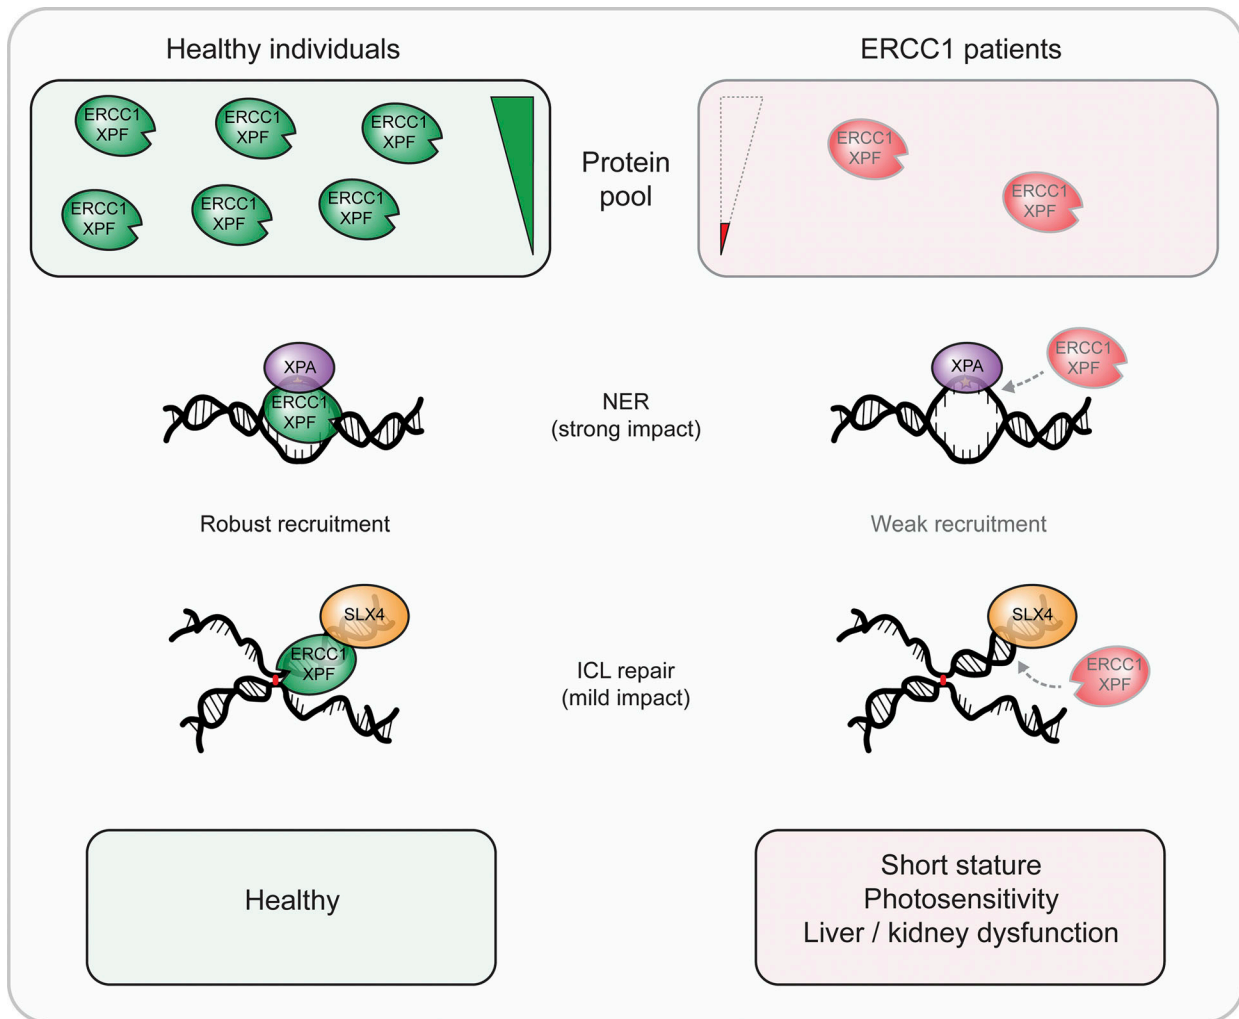 Healthy individuals
ERCC1 patients
ERCC1
XPF
ERCC1
XPF
ERCC1
XPF
ERCC1
XPF
ERCC1
XPF
ERCC1
XPF
Protein
pool
ERCC1
XPF
ERCC1
XPF
XPA
ERCC1
XPF
NER
(strong impact)
XPA
ERCC1
XPF
Robust recruitment
Weak recruitment
SLX4
ERCC1
XPF
ICL repair
(mild impact)
SLX4
ERCC1
XPF
Healthy
Short stature
Photosensitivity
Liver / kidney dysfunction